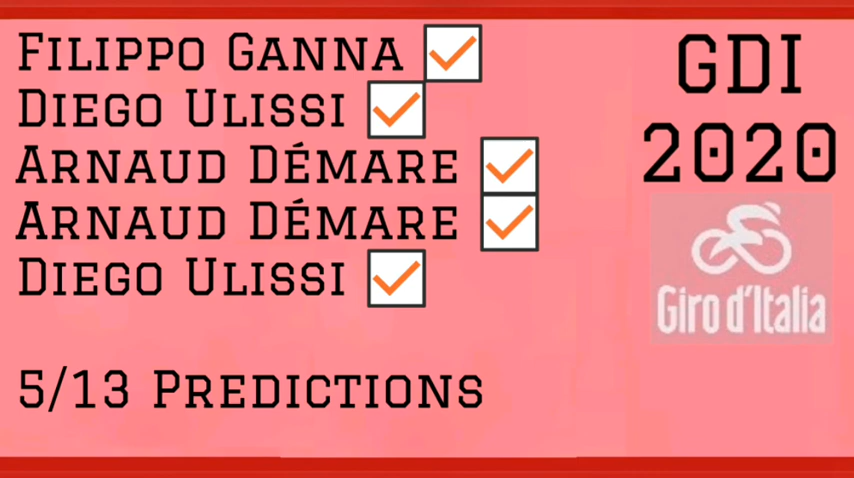 Filippo Ganna
Diego Ulissi
Arnaud Démare
Arnaud Démare
Diego Ulissi
5/13 Predictions
GDI
2020
Giro d'Italia